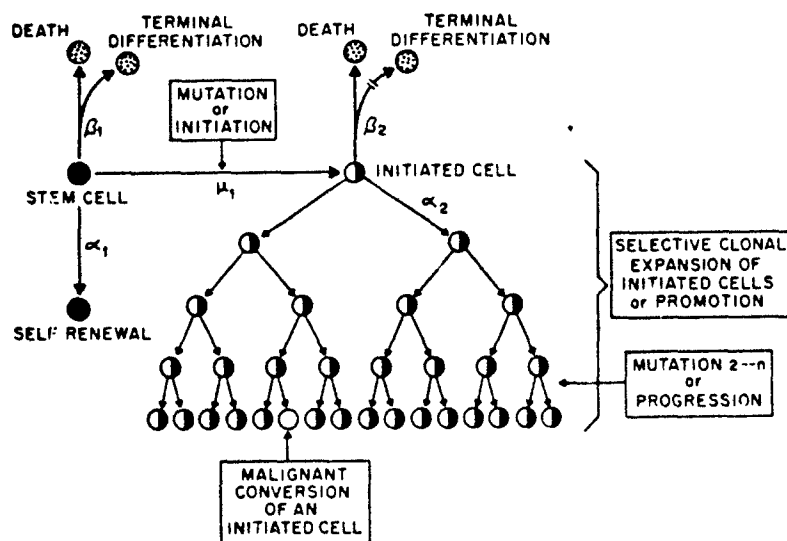 DEATH
TERMINAL
DIFFERENTIATION
DEATH
TERMINAL
DIFFERENTIATION
MUTATION
or
INITIATION
β1
β2
STEM CELL
μ1
INITIATED CELL
α1
α2
SELF RENEWAL
SELECTIVE CLONAL
EXPANSION OF
INITIATED CELLS
or PROMOTION
MUTATION 2--n
or
PROGRESSION
MALIGNANT
CONVERSION
OF AN
INITIATED CELL